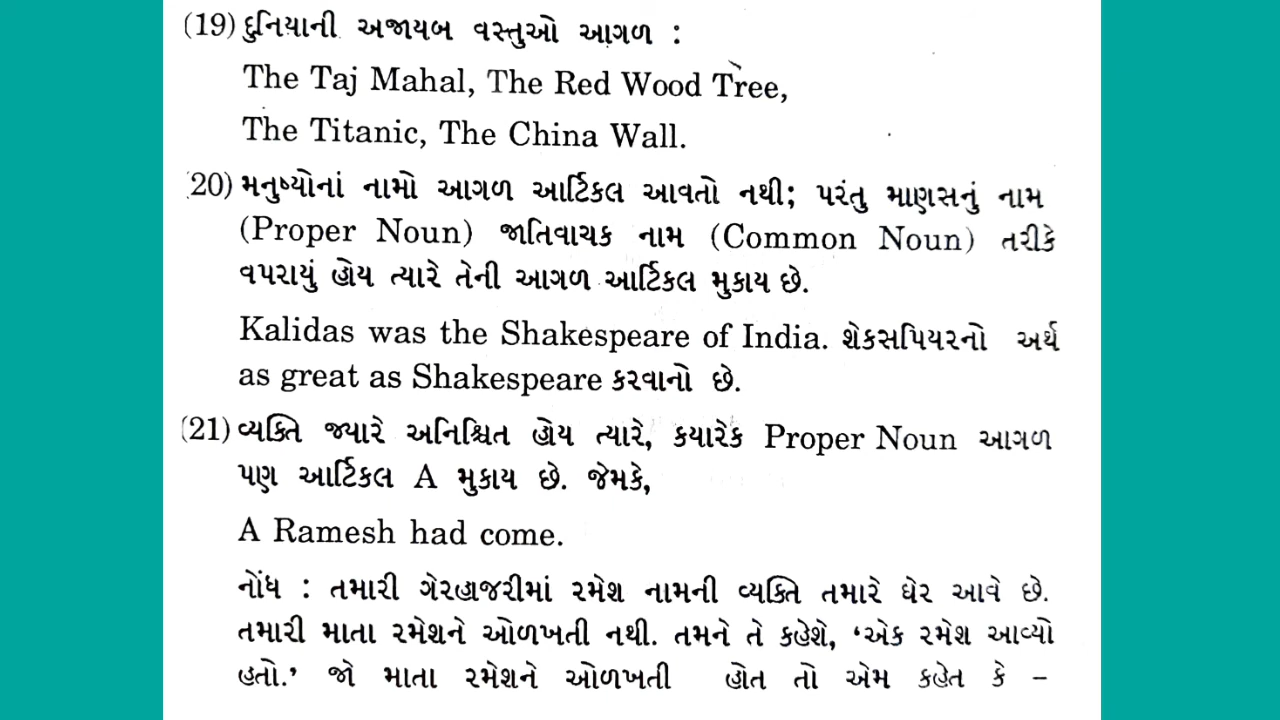 (19) દુનિયાની અજાયબ વસ્તુઓ આગળ :
The Taj Mahal, The Red Wood Tree,
The Titanic, The China Wall.
20) મનુષ્યોનાં નામો આગળ આર્ટિકલ આવતો નથી; પરંતુ માણસનું નામ
(Proper Noun) જાતિવાચક નામ (Common Noun) તરીકે
વપરાયું હોય ત્યારે તેની આગળ આર્ટિકલ મુકાય છે.
Kalidas was the Shakespeare of India. શેકસપિયરનો અર્થ
as great as Shakespeare કરવાનો છે.
(21) વ્યક્તિ જ્યારે અનિશ્ચિત હોય ત્યારે, કયારેક Proper Noun આગળ
પણ આર્ટિકલ A મુકાય છે. જેમકે,
A Ramesh had come.
નોંધ : તમારી ગેરહાજરીમાં રમેશ નામની વ્યક્તિ તમારે ઘેર આવે છે.
તમારી માતા રમેશને ઓળખતી નથી. તમને તે કહેશે, ‘એક રમેશ આવ્યો
હતો.’ જો માતા રમેશને ઓળખતી હોત તો એમ કહેત કે –